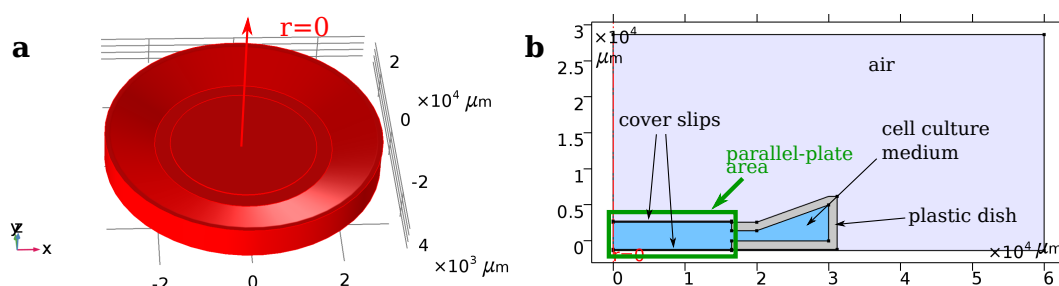 a
r=0
2
×10⁴ μm
0
-2
4
×10³ μm
y
z
x
-2
0
2
b
3
×10⁴
μm
2.5
2
1.5
1
0.5
0
air
cover slips
cell culture
medium
parallel-plate
area
plastic dish
r=0
×10⁴ μm
0
1
2
3
4
5
6